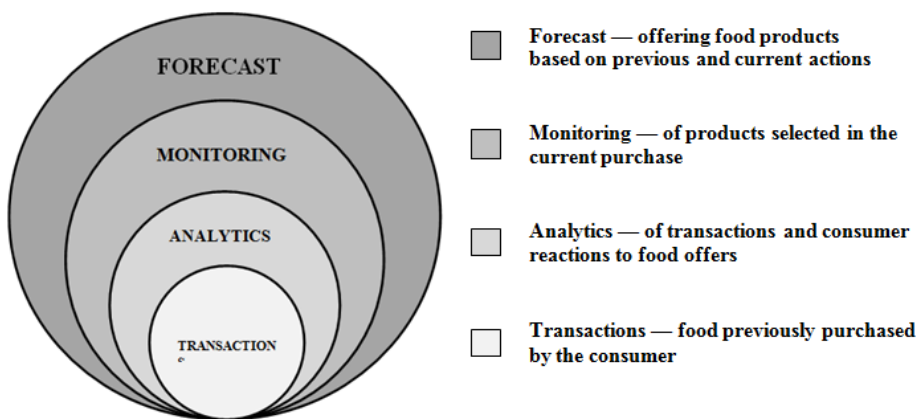 FORECAST
MONITORING
ANALYTICS
TRANSACTION
Forecast — offering food products
based on previous and current actions
Monitoring — of products selected in the
current purchase
Analytics — of transactions and consumer
reactions to food offers
Transactions — food previously purchased
by the consumer